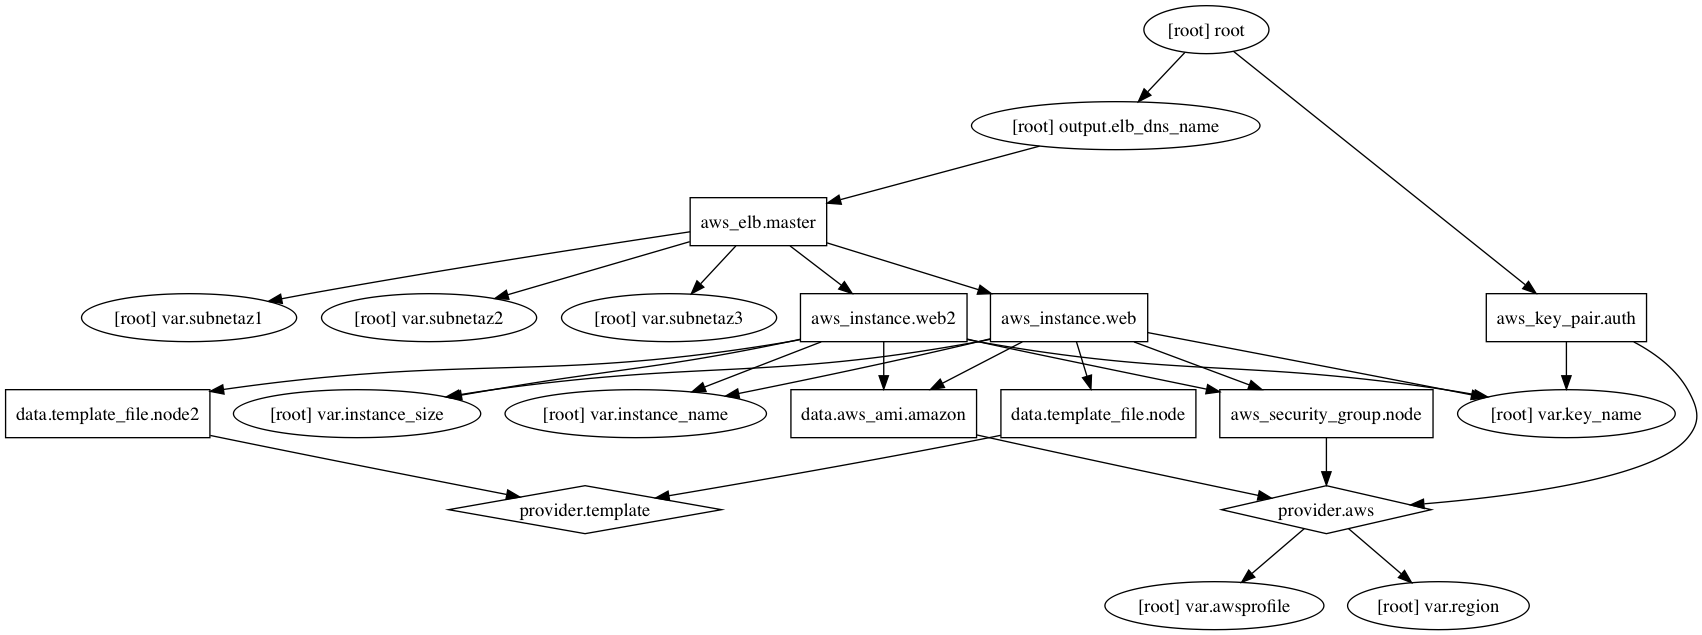 [root] root
[root] output.elb_dns_name
aws_elb.master
[root] var.subnetaz1
[root] var.subnetaz2
[root] var.subnetaz3
aws_instance.web2
aws_instance.web
aws_key_pair.auth
data.template_file.node2
[root] var.instance_size
[root] var.instance_name
data.aws_ami.amazon
data.template_file.node
aws_security_group.node
[root] var.key_name
provider.template
provider.aws
[root] var.awsprofile
[root] var.region